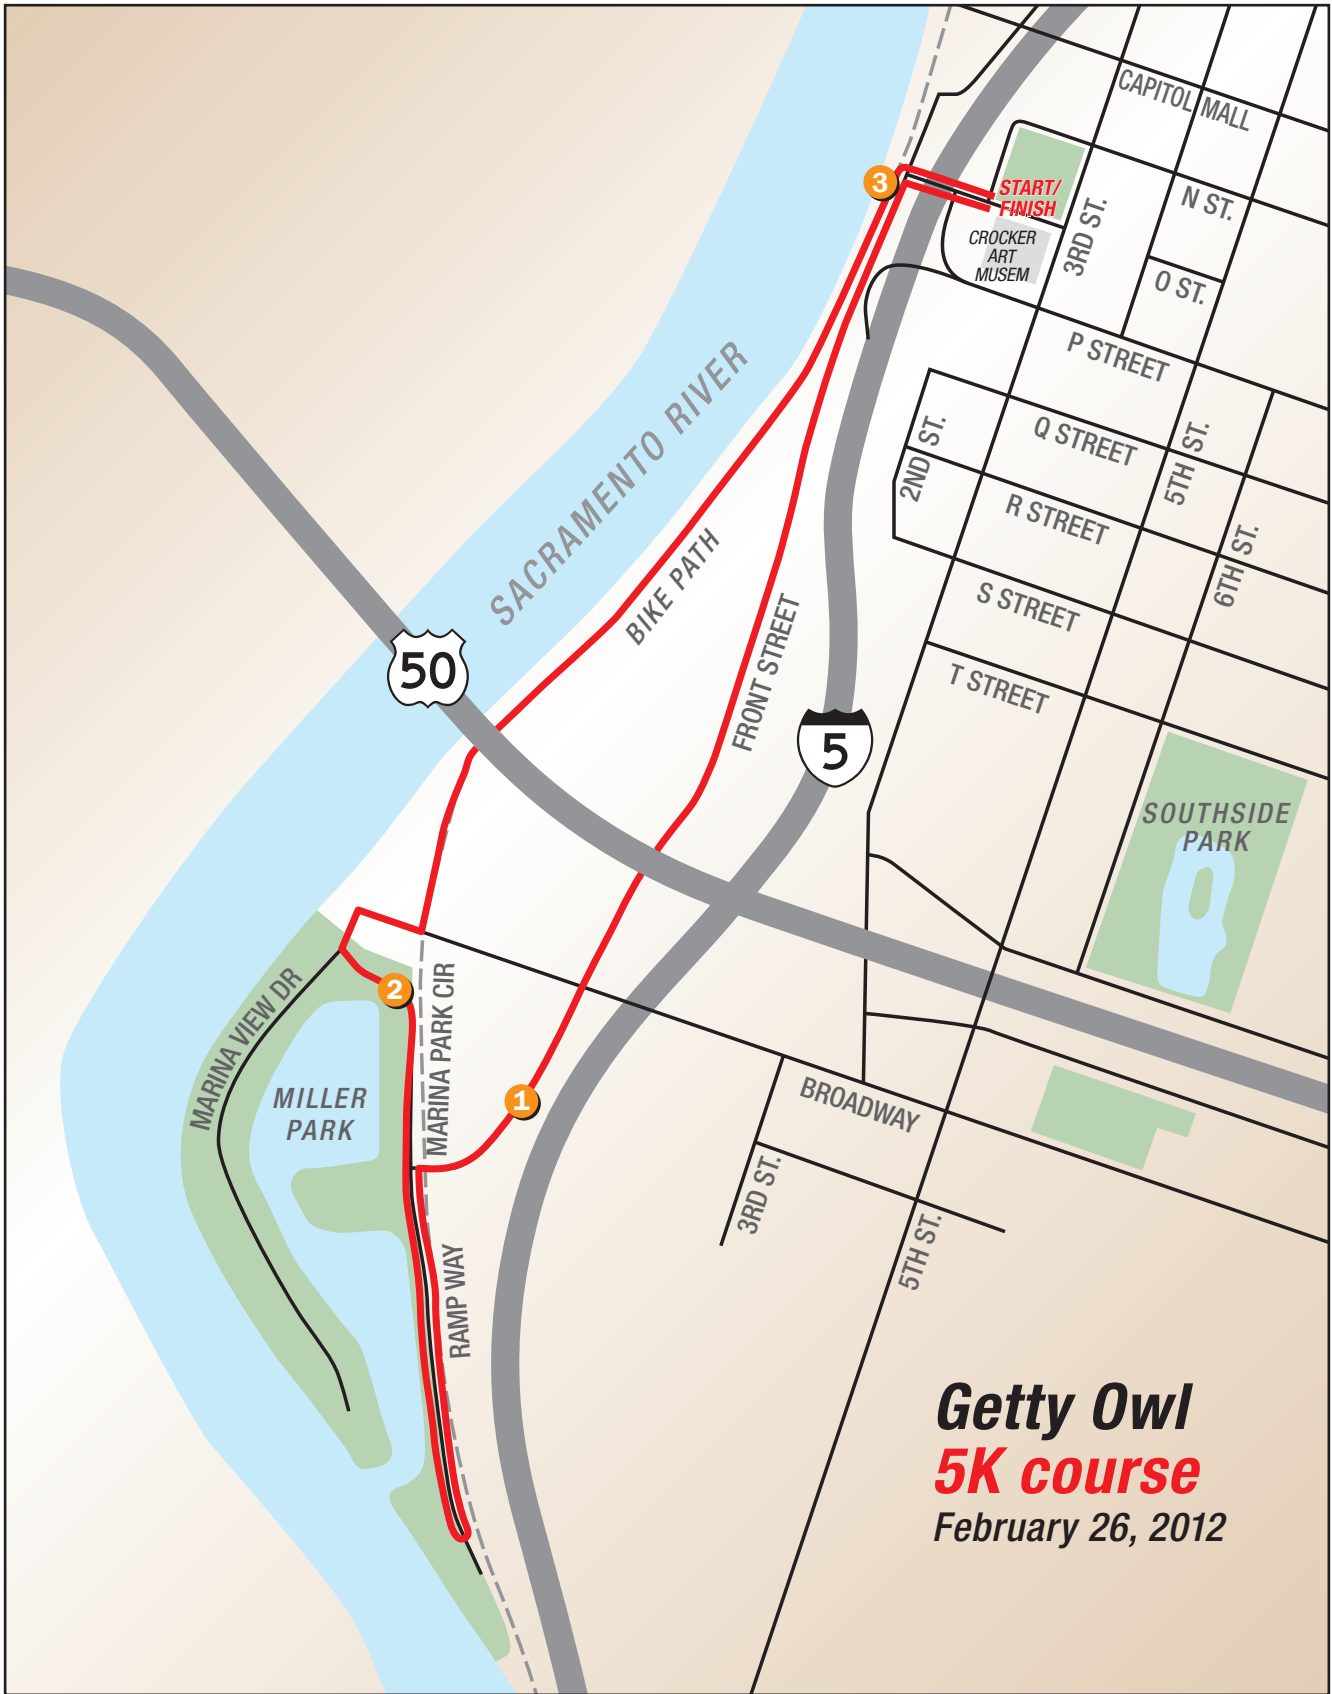 CAPITOL MALL
3
START/
FINISH
N ST.
3RD ST.
CROCKER
ART
MUSEM
O ST.
P STREET
SACRAMENTO RIVER
2ND ST.
Q STREET
5TH ST.
R STREET
BIKE PATH
6TH ST.
S STREET
FRONT STREET
50
T STREET
5
SOUTHSIDE
PARK
2
MARINA VIEW DR
MARINA PARK CIR
MILLER
PARK
1
BROADWAY
3RD ST.
5TH ST.
RAMP WAY
Getty Owl
5K course
February 26, 2012